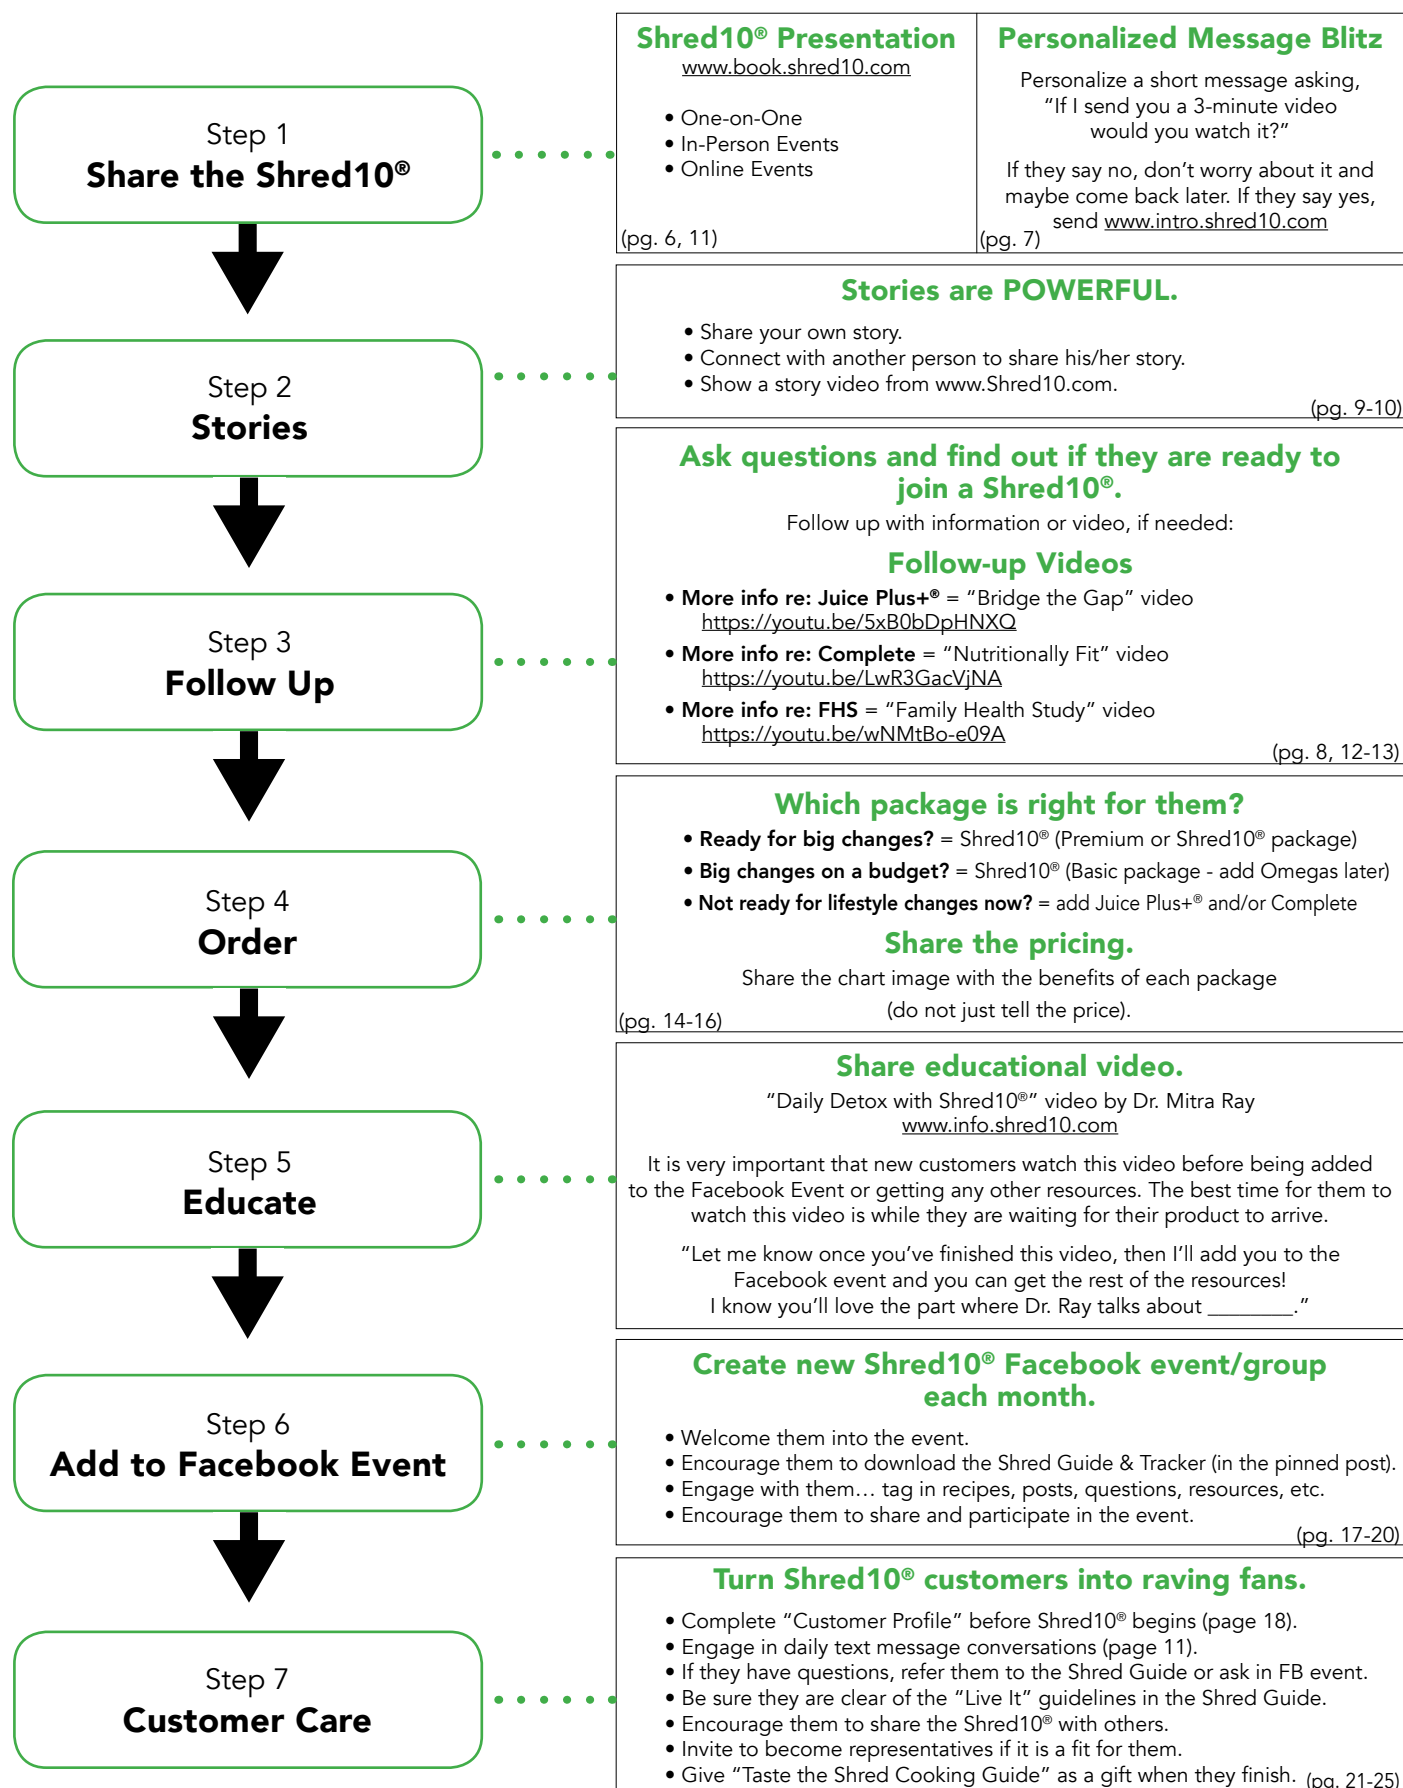 Step 1
Share the Shred10®
Shred10® Presentation
www.book.shred10.com
• One-on-One
• In-Person Events
• Online Events
(pg. 6, 11)
Personalized Message Blitz
Personalize a short message asking,
“If I send you a 3-minute video
would you watch it?”
If they say no, don’t worry about it and
maybe come back later. If they say yes,
send www.intro.shred10.com
(pg. 7)
Step 2
Stories
Stories are POWERFUL.
• Share your own story.
• Connect with another person to share his/her story.
• Show a story video from www.Shred10.com.
(pg. 9-10)
Step 3
Follow Up
Ask questions and find out if they are ready to
join a Shred10®.
Follow up with information or video, if needed:
Follow-up Videos
• More info re: Juice Plus+® = “Bridge the Gap” video
https://youtu.be/5xB0bDpHNXQ
• More info re: Complete = “Nutritionally Fit” video
https://youtu.be/LwR3GacVjNA
• More info re: FHS = “Family Health Study” video
https://youtu.be/wNMtBo-e09A
(pg. 8, 12-13)
Step 4
Order
Which package is right for them?
• Ready for big changes? = Shred10® (Premium or Shred10® package)
• Big changes on a budget? = Shred10® (Basic package - add Omegas later)
• Not ready for lifestyle changes now? = add Juice Plus+® and/or Complete
Share the pricing.
Share the chart image with the benefits of each package
(do not just tell the price).
(pg. 14-16)
Step 5
Educate
Share educational video.
“Daily Detox with Shred10®” video by Dr. Mitra Ray
www.info.shred10.com
It is very important that new customers watch this video before being added
to the Facebook Event or getting any other resources. The best time for them to
watch this video is while they are waiting for their product to arrive.
“Let me know once you’ve finished this video, then I’ll add you to the
Facebook event and you can get the rest of the resources!
I know you’ll love the part where Dr. Ray talks about ________.”
Step 6
Add to Facebook Event
Create new Shred10® Facebook event/group
each month.
• Welcome them into the event.
• Encourage them to download the Shred Guide & Tracker (in the pinned post).
• Engage with them… tag in recipes, posts, questions, resources, etc.
• Encourage them to share and participate in the event.
(pg. 17-20)
Step 7
Customer Care
Turn Shred10® customers into raving fans.
• Complete “Customer Profile” before Shred10® begins (page 18).
• Engage in daily text message conversations (page 11).
• If they have questions, refer them to the Shred Guide or ask in FB event.
• Be sure they are clear of the “Live It” guidelines in the Shred Guide.
• Encourage them to share the Shred10® with others.
• Invite to become representatives if it is a fit for them.
• Give “Taste the Shred Cooking Guide” as a gift when they finish.
(pg. 21-25)